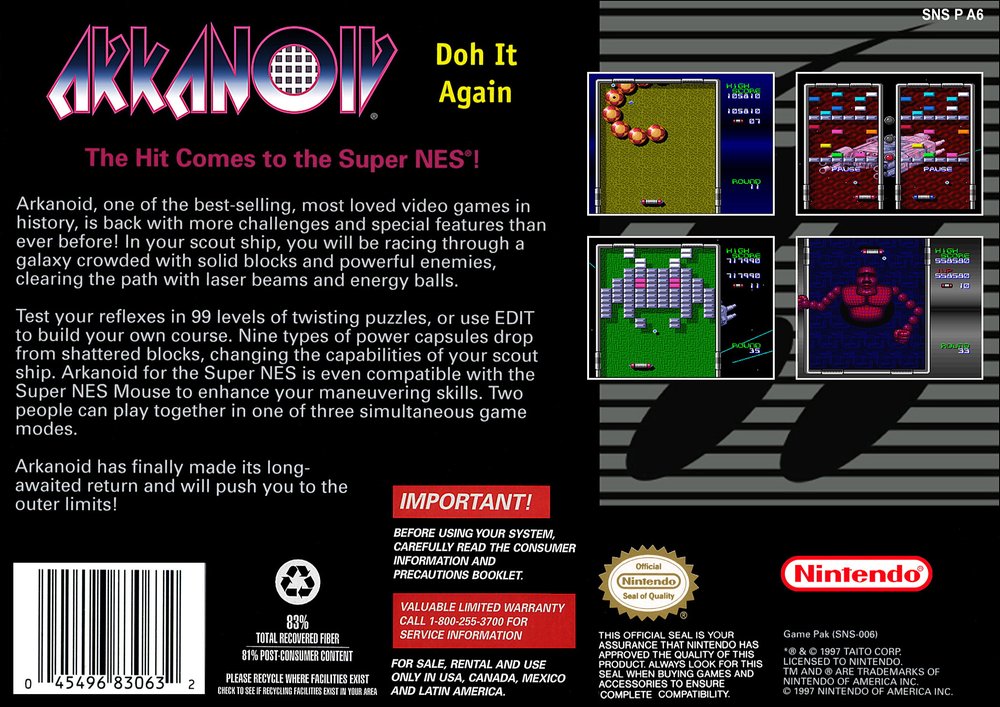 SNS P A6
ARKANOID®
Doh It
Again
The Hit Comes to the Super NES®!
Arkanoid, one of the best-selling, most loved video games in
history, is back with more challenges and special features than
ever before! In your scout ship, you will be racing through a
galaxy crowded with solid blocks and powerful enemies,
clearing the path with laser beams and energy balls.
Test your reflexes in 99 levels of twisting puzzles, or use EDIT
to build your own course. Nine types of power capsules drop
from shattered blocks, changing the capabilities of your scout
ship. Arkanoid for the Super NES is even compatible with the
Super NES Mouse to enhance your maneuvering skills. Two
people can play together in one of three simultaneous game
modes.
Arkanoid has finally made its long-
awaited return and will push you to the
outer limits!
HIGH
SCORE
105810
105810
07
ROUND
11
PAUSE
PAUSE
HIGH
SCORE
717990
717990
11
ROUND
35
HIGH
SCORE
558580
1UP
558580
10
ROUND
33
IMPORTANT!
BEFORE USING YOUR SYSTEM,
CAREFULLY READ THE CONSUMER
INFORMATION AND
PRECAUTIONS BOOKLET.
VALUABLE LIMITED WARRANTY
CALL 1-800-255-3700 FOR
SERVICE INFORMATION
FOR SALE, RENTAL AND USE
ONLY IN USA, CANADA, MEXICO
AND LATIN AMERICA.
0 45496 83063 2
83%
TOTAL RECOVERED FIBER
81% POST-CONSUMER CONTENT
PLEASE RECYCLE WHERE FACILITIES EXIST
CHECK TO SEE IF RECYCLING FACILITIES EXIST IN YOUR AREA
Official
Nintendo
Seal of Quality
®
THIS OFFICIAL SEAL IS YOUR
ASSURANCE THAT NINTENDO HAS
APPROVED THE QUALITY OF THIS
PRODUCT. ALWAYS LOOK FOR THIS
SEAL WHEN BUYING GAMES AND
ACCESSORIES TO ENSURE
COMPLETE COMPATIBILITY.
Nintendo®
Game Pak (SNS-006)
*® & © 1997 TAITO CORP.
LICENSED TO NINTENDO.
TM AND ® ARE TRADEMARKS OF
NINTENDO OF AMERICA INC.
© 1997 NINTENDO OF AMERICA INC.